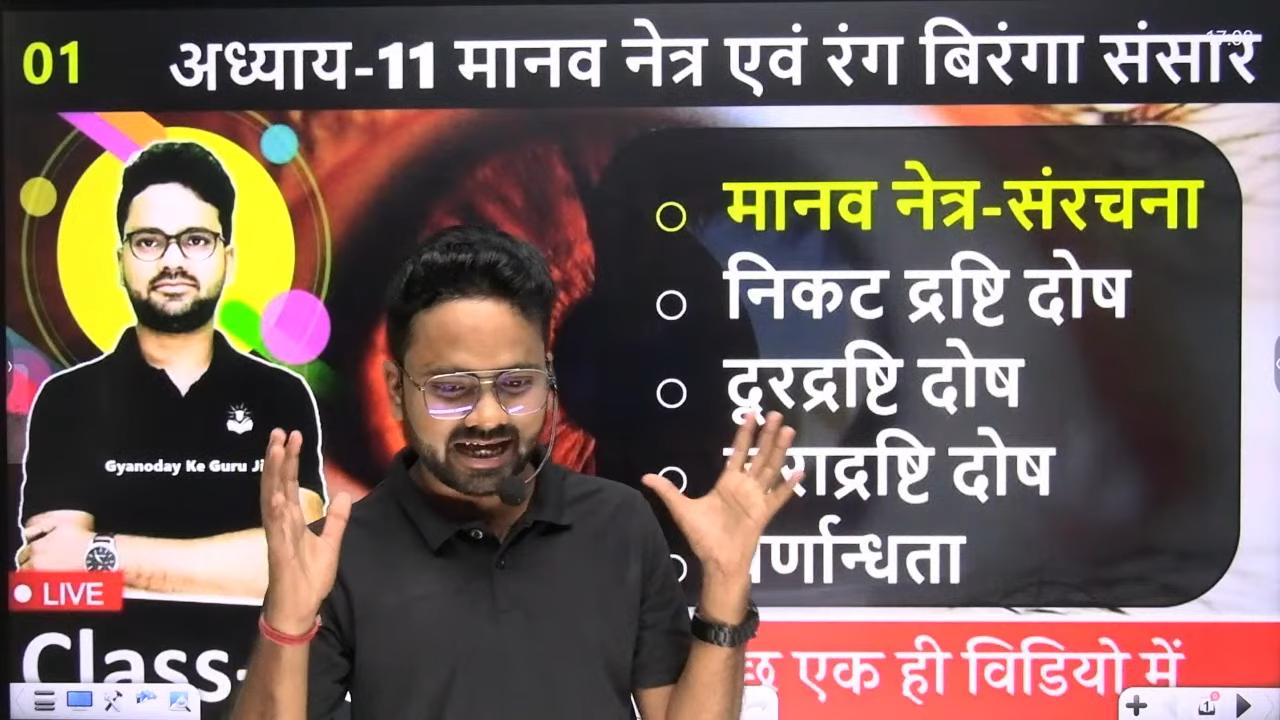 01 अध्याय-11 मानव नेत्र एवं रंग बिरंगा संसार
मानव नेत्र-संरचना
निकट द्रष्टि दोष
दूरद्रष्टि दोष
द्रष्टि दोष
Gyanoday Ke Guru Ji
LIVE
Class-
एक ही विडियो में